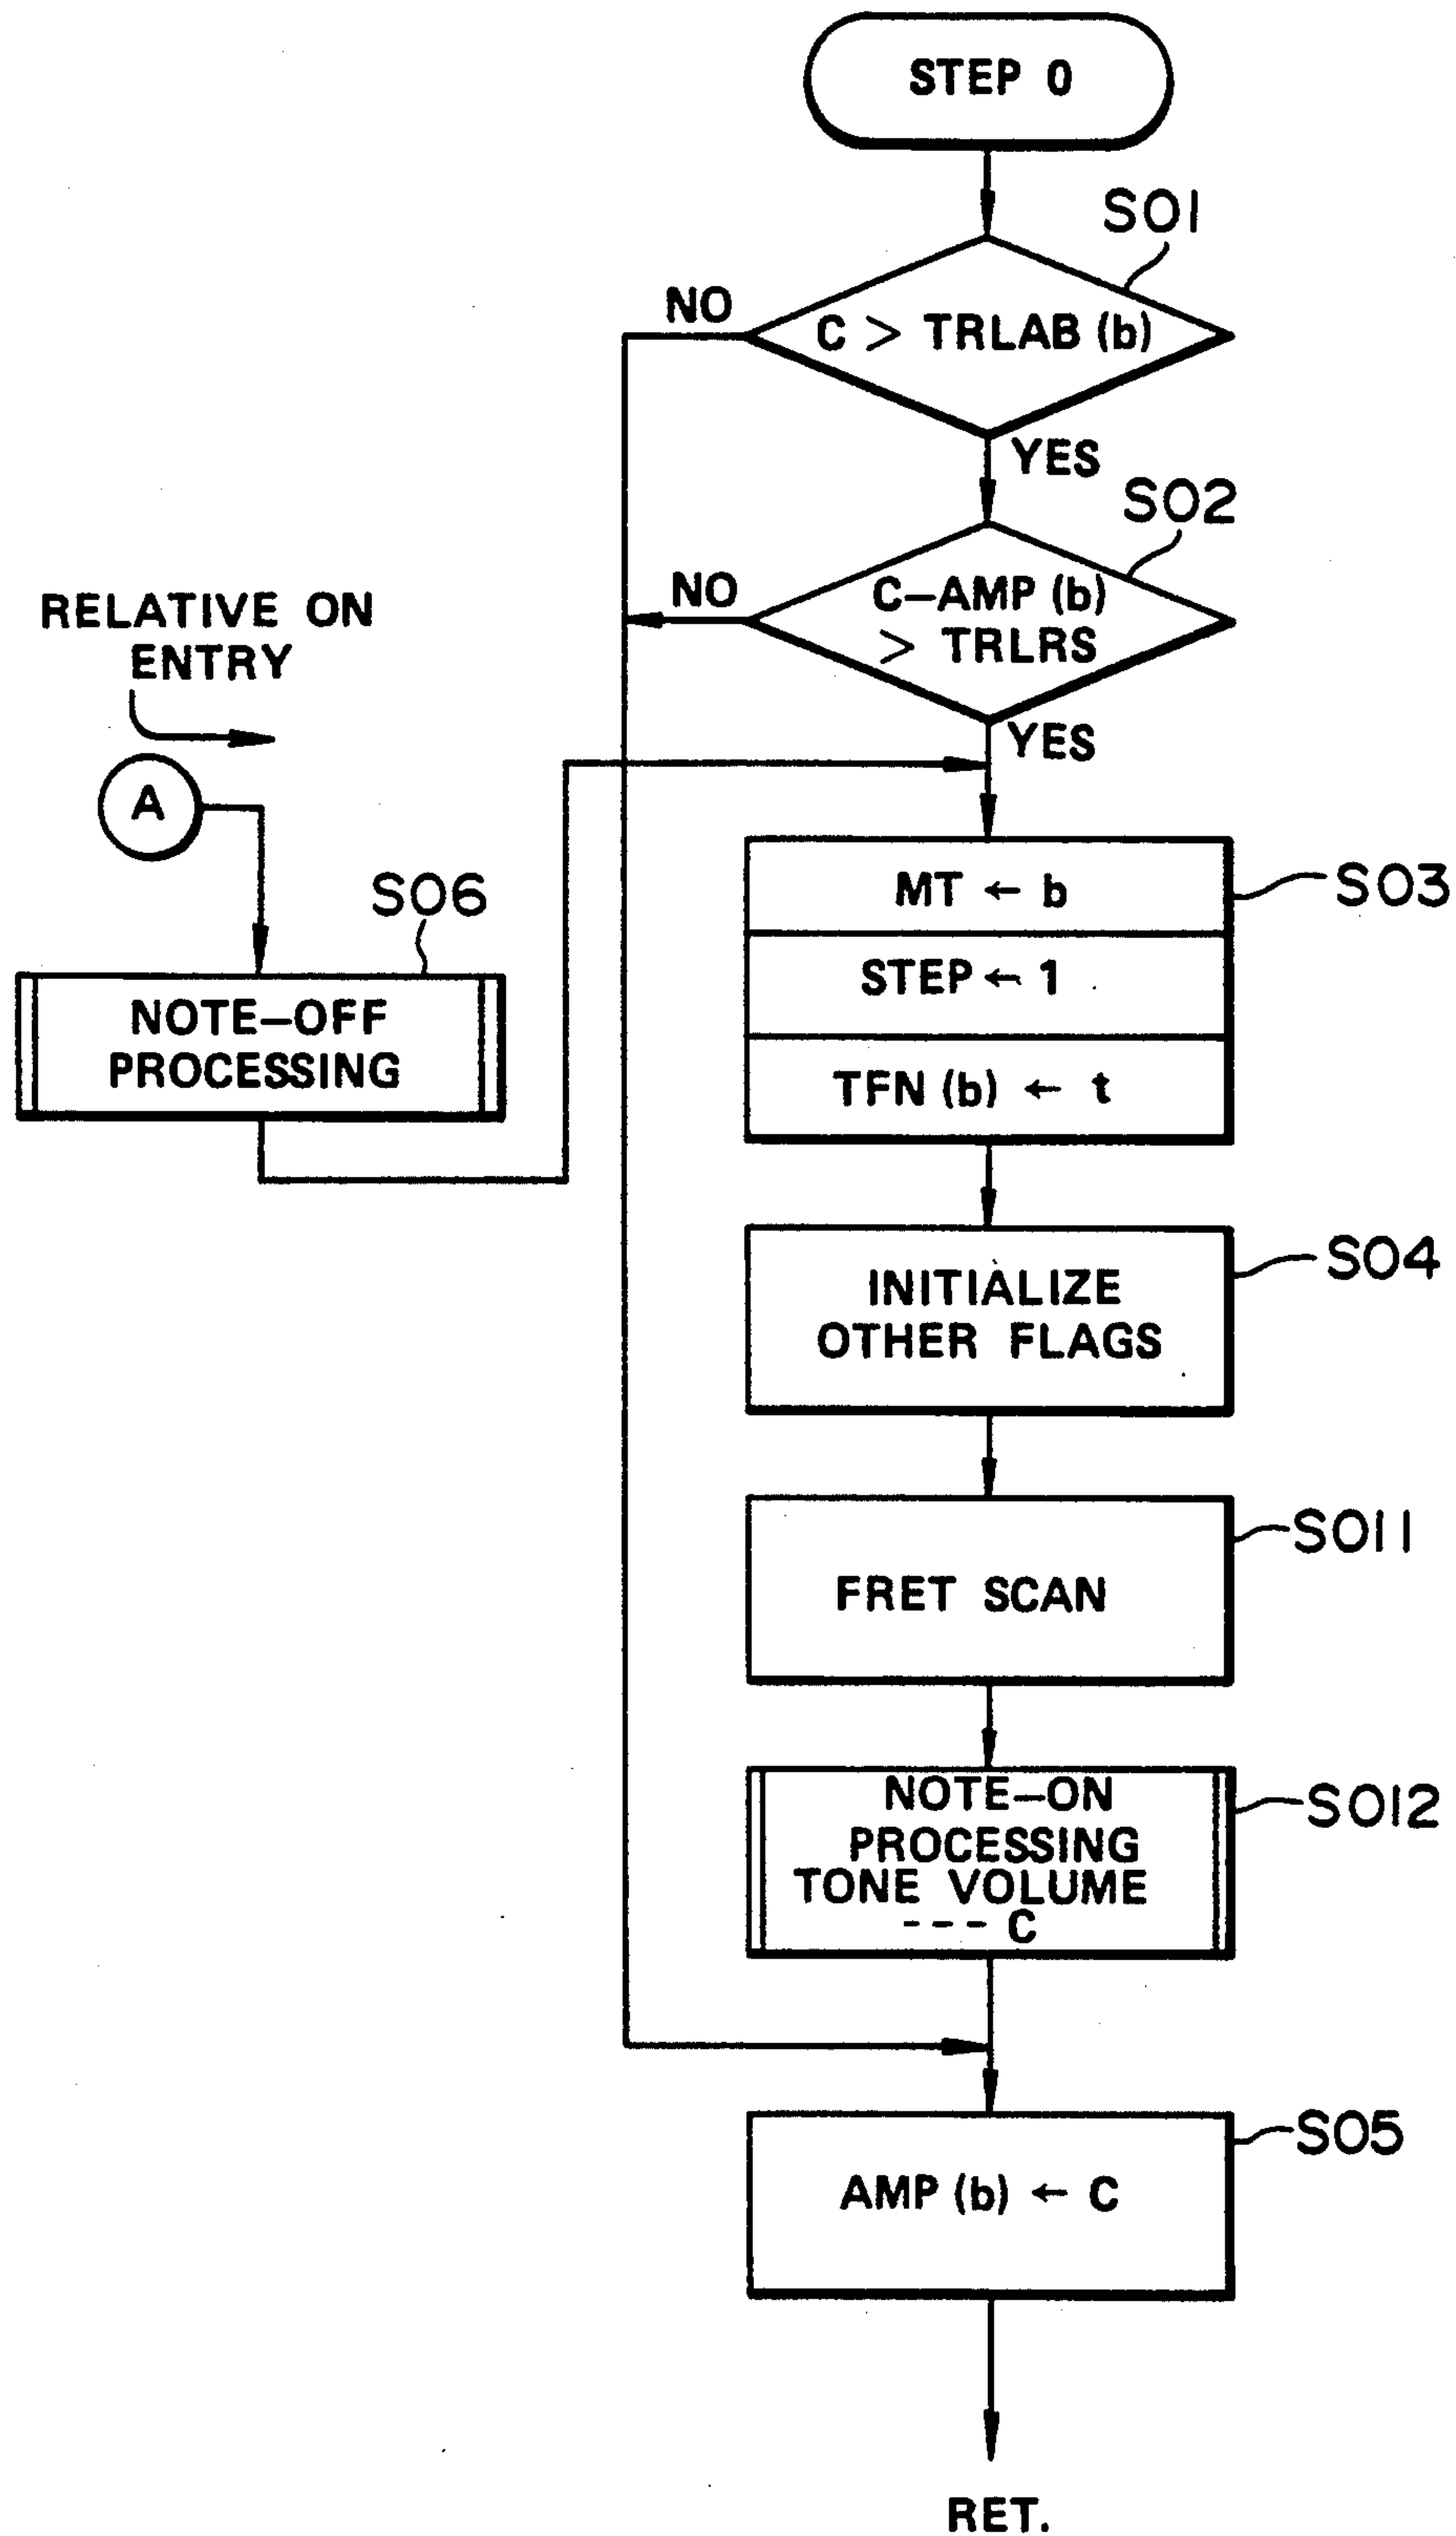 STEP 0
S01
NO
C > TRLAB (b)
YES
S02
NO
C–AMP (b)
> TRLRS
YES
RELATIVE ON
ENTRY
A
S06
NOTE–OFF
PROCESSING
MT ← b
S03
STEP ← 1
TFN (b) ← t
S04
INITIALIZE
OTHER FLAGS
S011
FRET SCAN
S012
NOTE–ON
PROCESSING
TONE VOLUME
--- C
S05
AMP (b) ← C
RET.